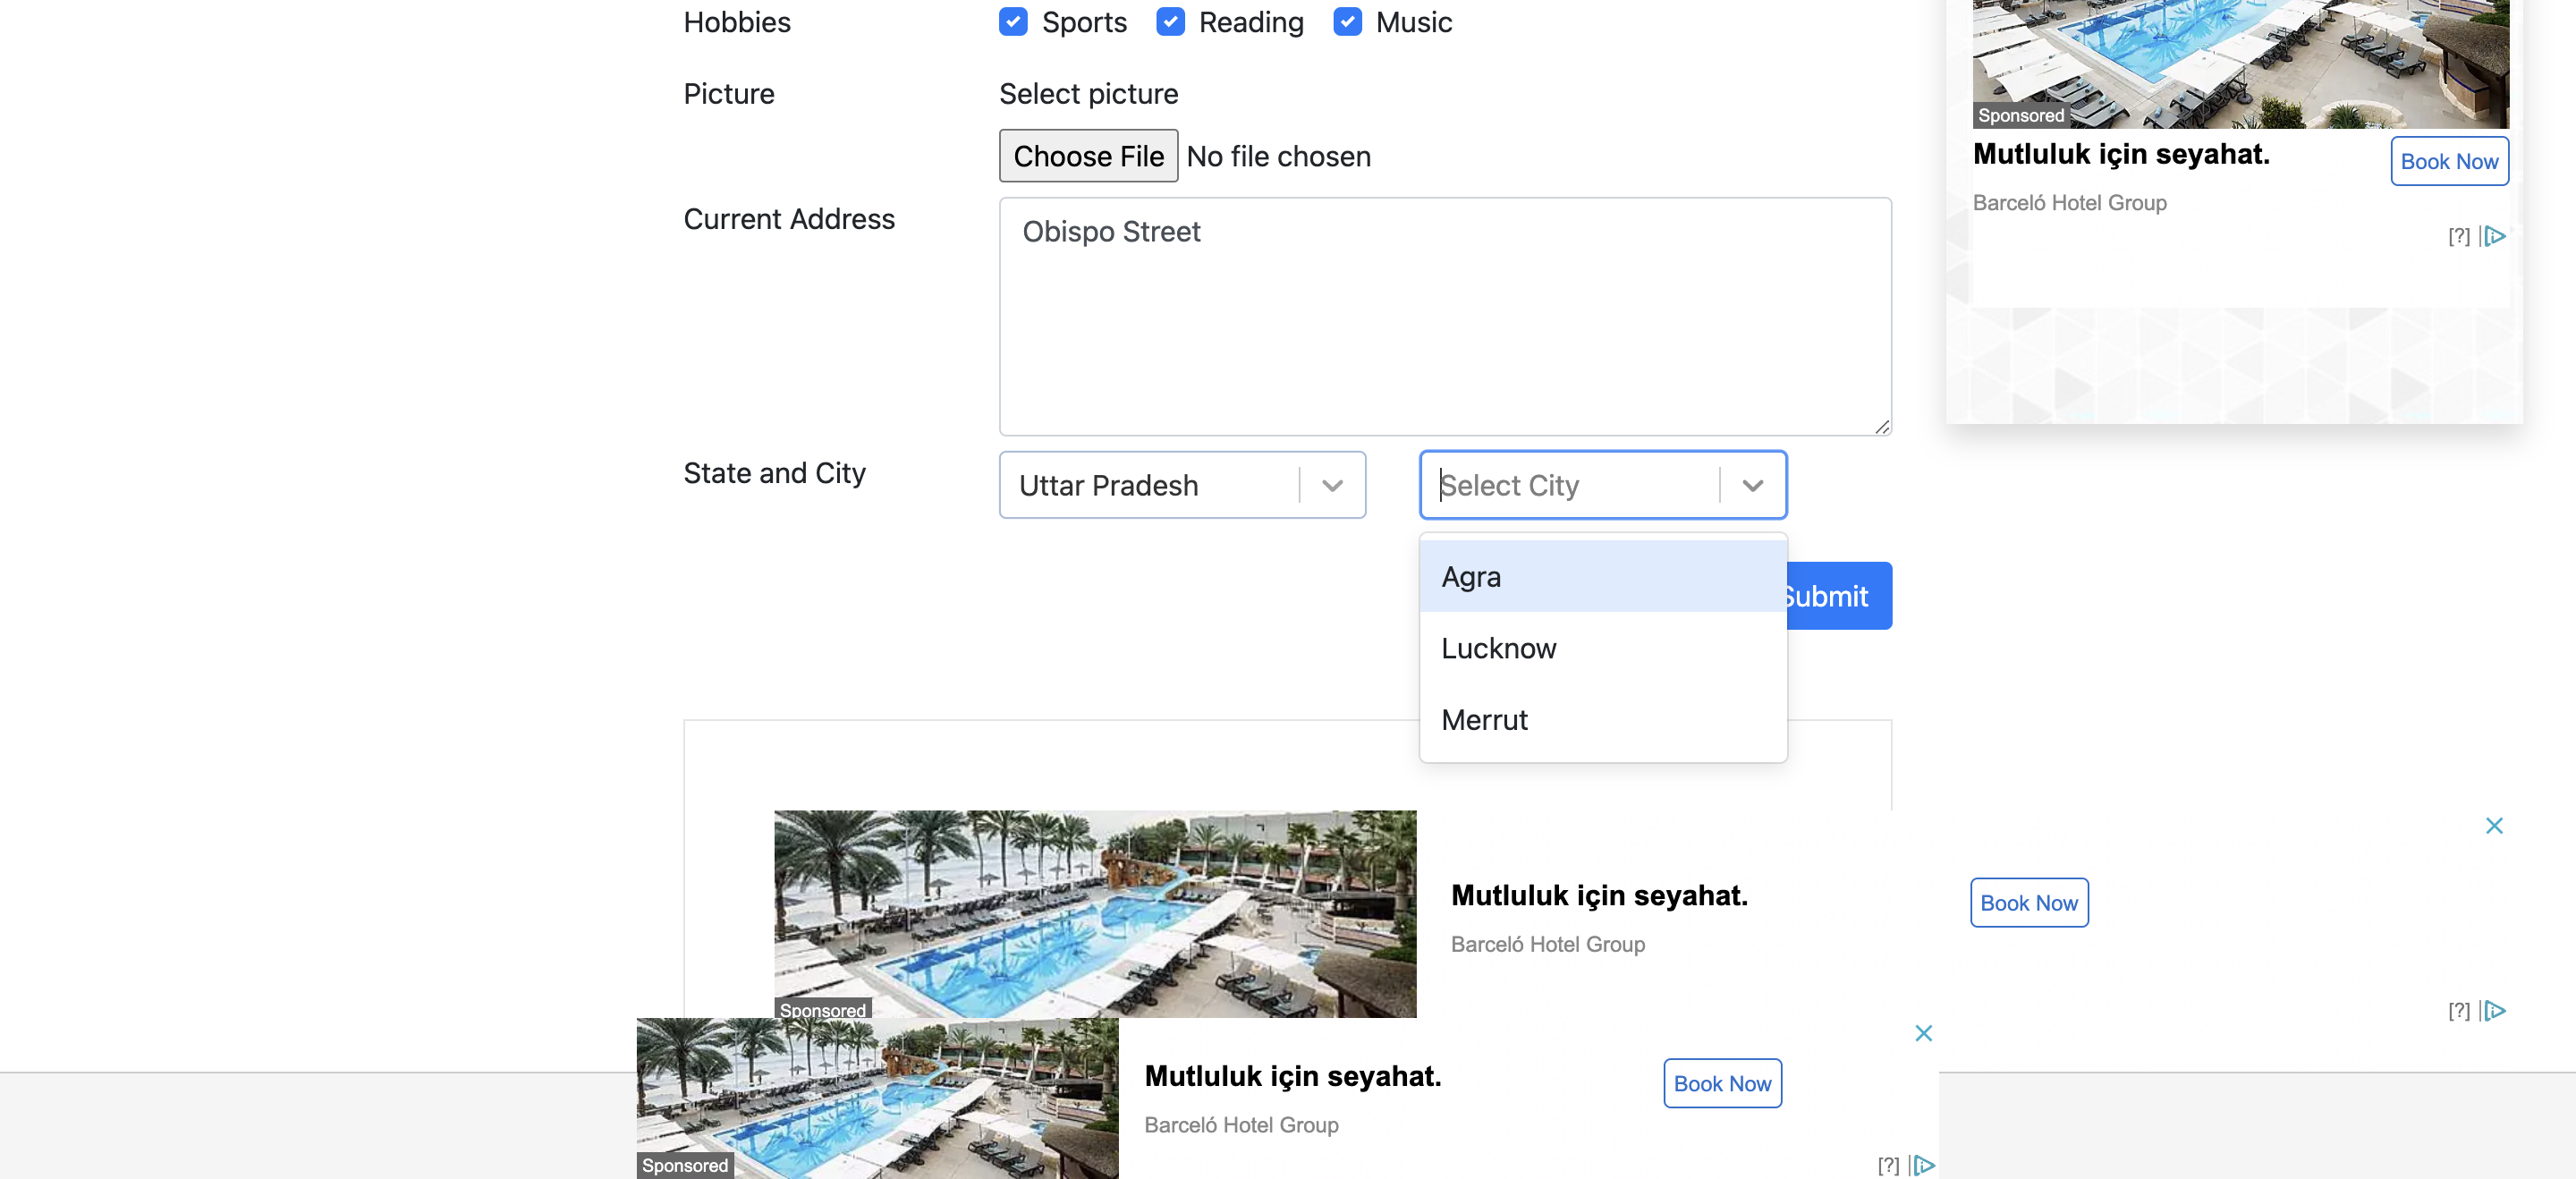 Hobbies
Sports Reading Music
Picture
Select picture
Choose File No file chosen
Current Address
Obispo Street
State and City
Uttar Pradesh
Select City
Agra
Lucknow
Merrut
Submit
Sponsored
Mutluluk için seyahat.
Book Now
Barceló Hotel Group
[?]
Sponsored
Mutluluk için seyahat.
Barceló Hotel Group
Book Now
[?]
Sponsored
Mutluluk için seyahat.
Barceló Hotel Group
Book Now
[?]